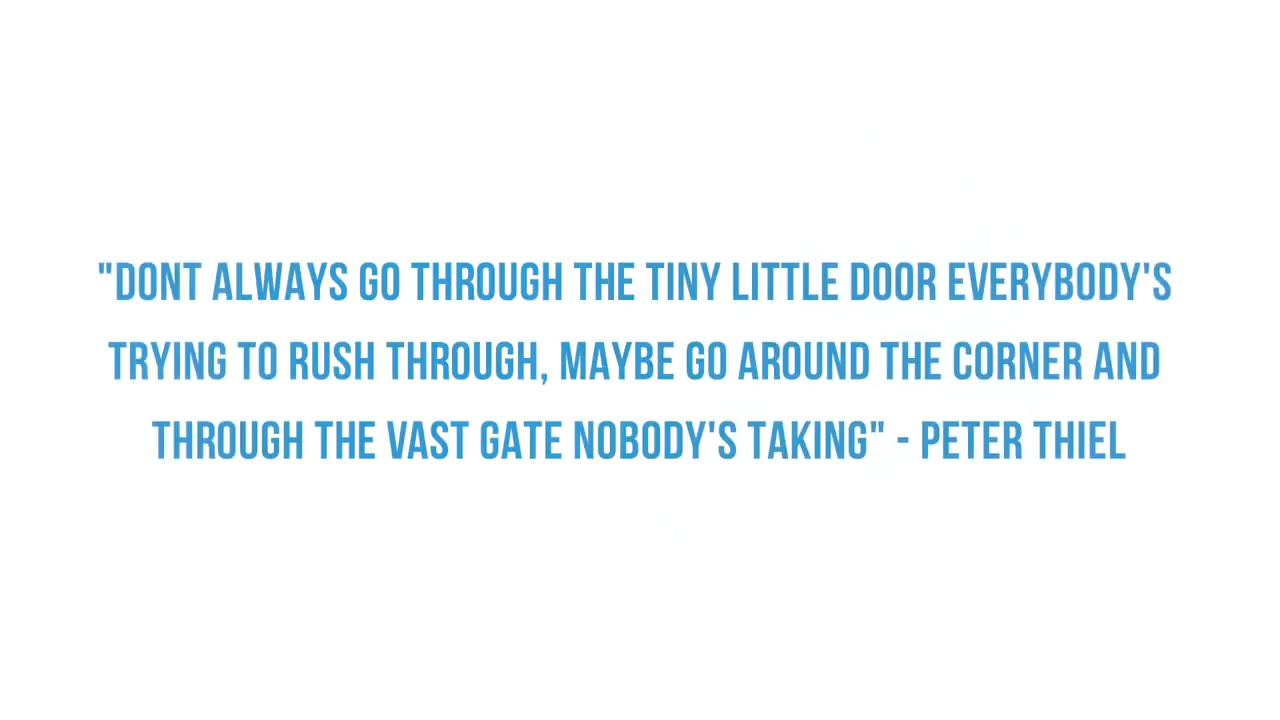 "DONT ALWAYS GO THROUGH THE TINY LITTLE DOOR EVERYBODY'S
TRYING TO RUSH THROUGH, MAYBE GO AROUND THE CORNER AND
THROUGH THE VAST GATE NOBODY'S TAKING" - PETER THIEL